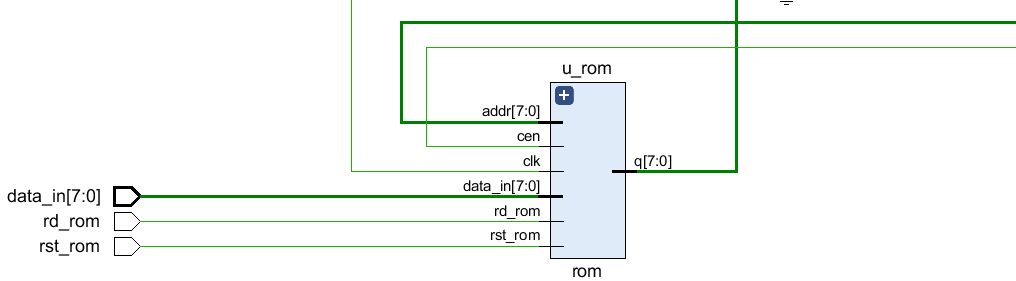 u_rom
addr[7:0]
cen
clk
q[7:0]
data_in[7:0]
data_in[7:0]
rd_rom
rd_rom
rst_rom
rst_rom
rom